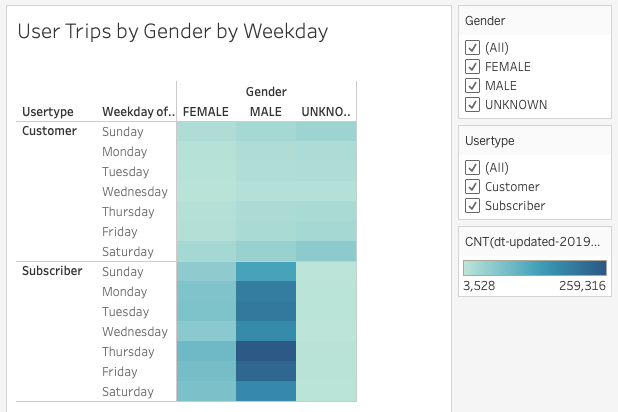 User Trips by Gender by Weekday
Gender
Usertype Weekday of.. FEMALE MALE UNKNO..
Customer Sunday
Monday
Tuesday
Wednesday
Thursday
Friday
Saturday
Subscriber Sunday
Monday
Tuesday
Wednesday
Thursday
Friday
Saturday
Gender
(All)
FEMALE
MALE
UNKNOWN
Usertype
(All)
Customer
Subscriber
CNT(dt-updated-2019...
3,528 259,316